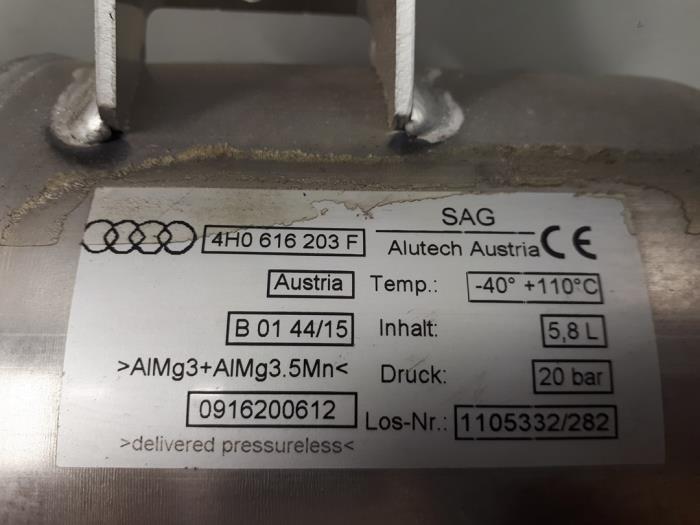 4H0 616 203 F
SAG
Alutech Austria CE
Austria
Temp.: -40° +110°C
B 01 44/15
Inhalt: 5,8 L
>AlMg3+AlMg3.5Mn<
Druck: 20 bar
0916200612
Los-Nr.: 1105332/282
>delivered pressureless<